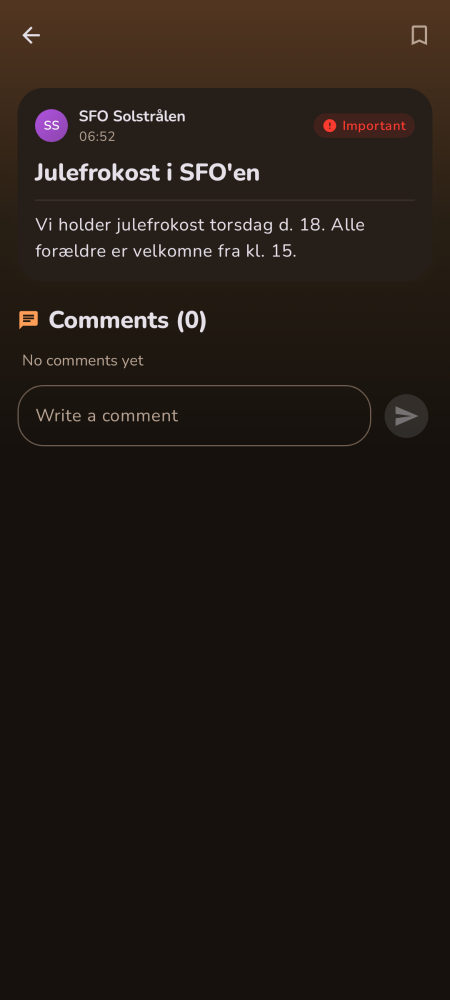 SS
SFO Solstrålen
06:52
Important
Julefrokost i SFO'en
Vi holder julefrokost torsdag d. 18. Alle
forældre er velkomne fra kl. 15.
Comments (0)
No comments yet
Write a comment